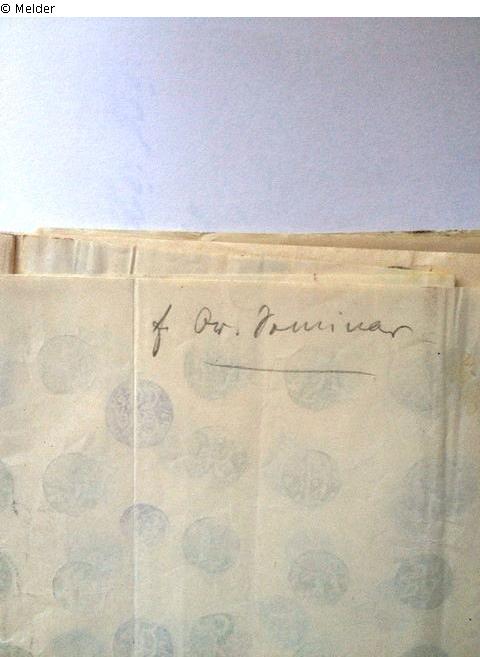 © Melder
f. Or. Seminar